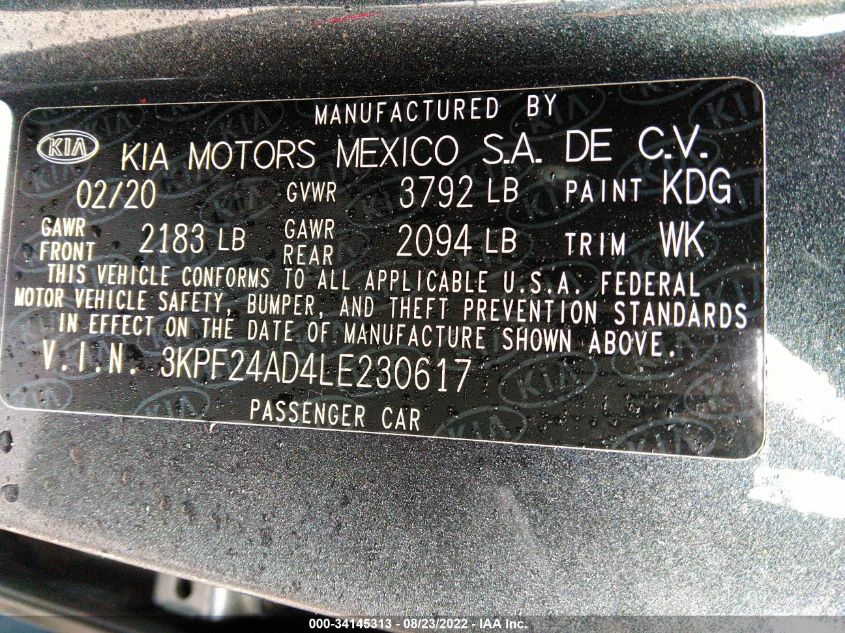 MANUFACTURED BY
KIA KIA MOTORS MEXICO S.A. DE C.V.
02/20 GVWR 3792 LB PAINT KDG
GAWR FRONT 2183 LB GAWR REAR 2094 LB TRIM WK
THIS VEHICLE CONFORMS TO ALL APPLICABLE U.S.A. FEDERAL
MOTOR VEHICLE SAFETY, BUMPER, AND THEFT PREVENTION STANDARDS
IN EFFECT ON THE DATE OF MANUFACTURE SHOWN ABOVE.
V.I.N. 3KPF24AD4LE230617
PASSENGER CAR
000-34145313 - 08/23/2022 - IAA Inc.